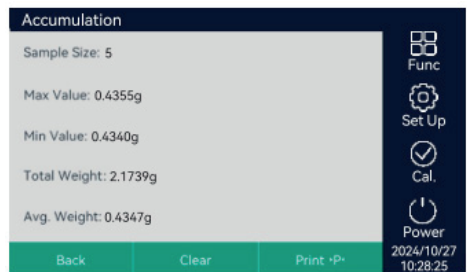 Accumulation
Sample Size: 5
Max Value: 0.4355g
Min Value: 0.4340g
Total Weight: 2.1739g
Avg. Weight: 0.4347g
Back
Clear
Print ·P·
Func
Set Up
Cal.
Power
2024/10/27
10:28:25